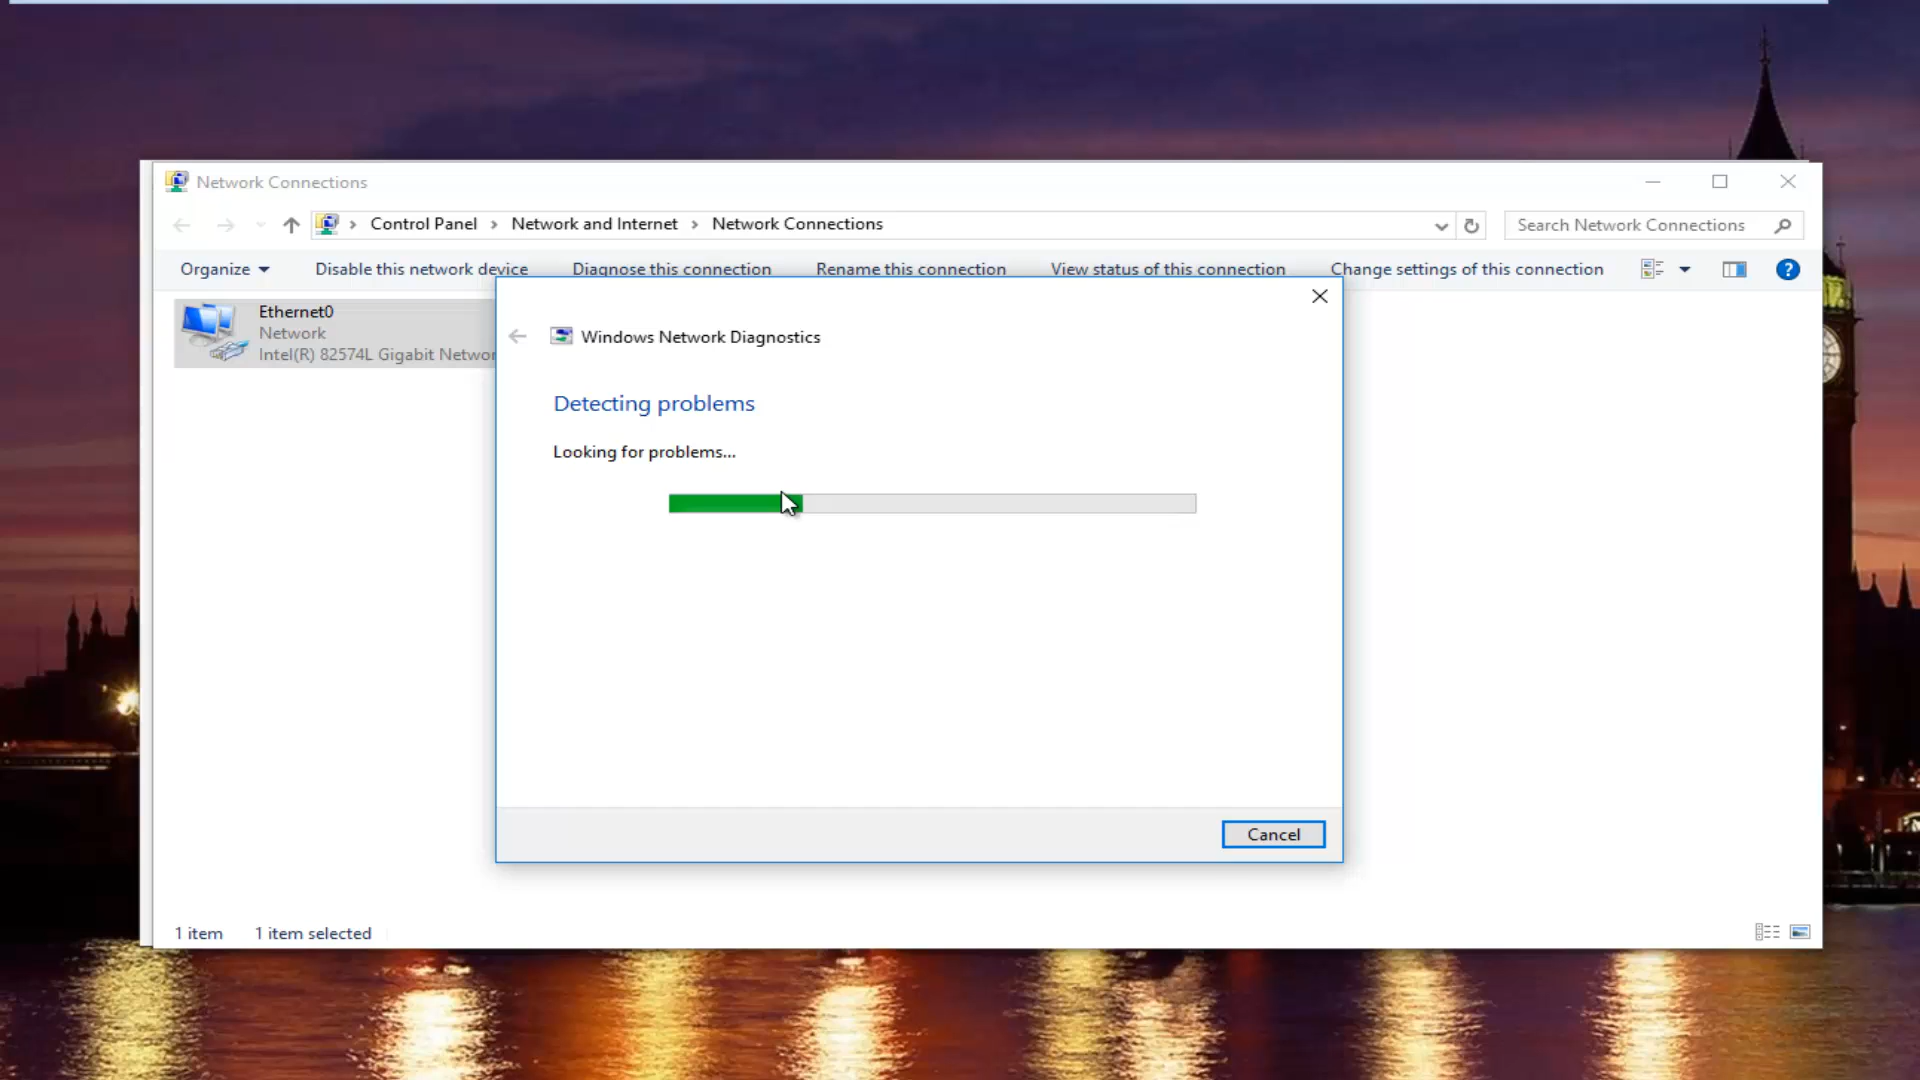 Network Connections
Control Panel > Network and Internet > Network Connections
Search Network Connections
Organize
Disable this network device
Diagnose this connection
Rename this connection
View status of this connection
Change settings of this connection
?
Ethernet0
Network
Intel(R) 82574L Gigabit Networ
Windows Network Diagnostics
Detecting problems
Looking for problems...
Cancel
1 item
1 item selected